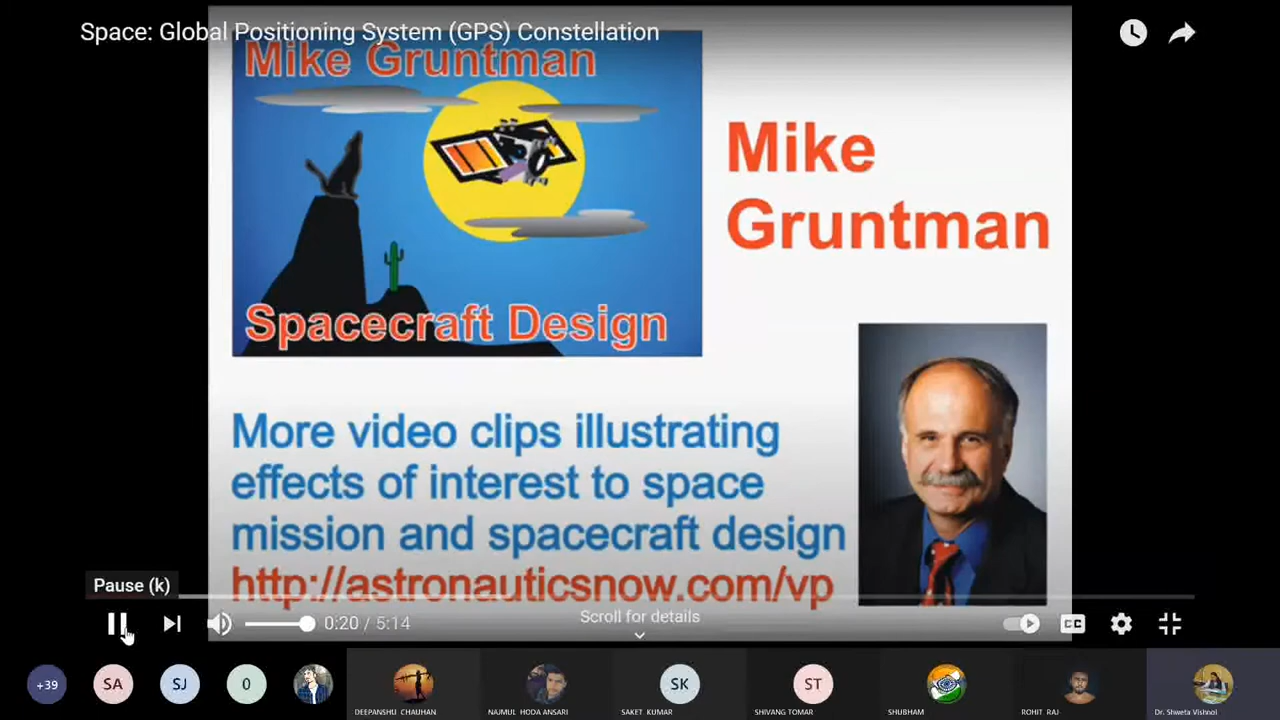 Space: Global Positioning System (GPS) Constellation
Mike Gruntman
Spacecraft Design
Mike
Gruntman
More video clips illustrating
effects of interest to space
mission and spacecraft design
http://astronauticsnow.com/vp
Pause (k)
0:20 / 5:14
Scroll for details
CC
+39
SA
SJ
0
SK
ST
DEEPANSHU CHAUHAN
NAJMUL HODA ANSARI
SAKET KUMAR
SHIVANG TOMAR
SHUBHAM
ROHIT RAJ
Dr. Shweta Vishnoi